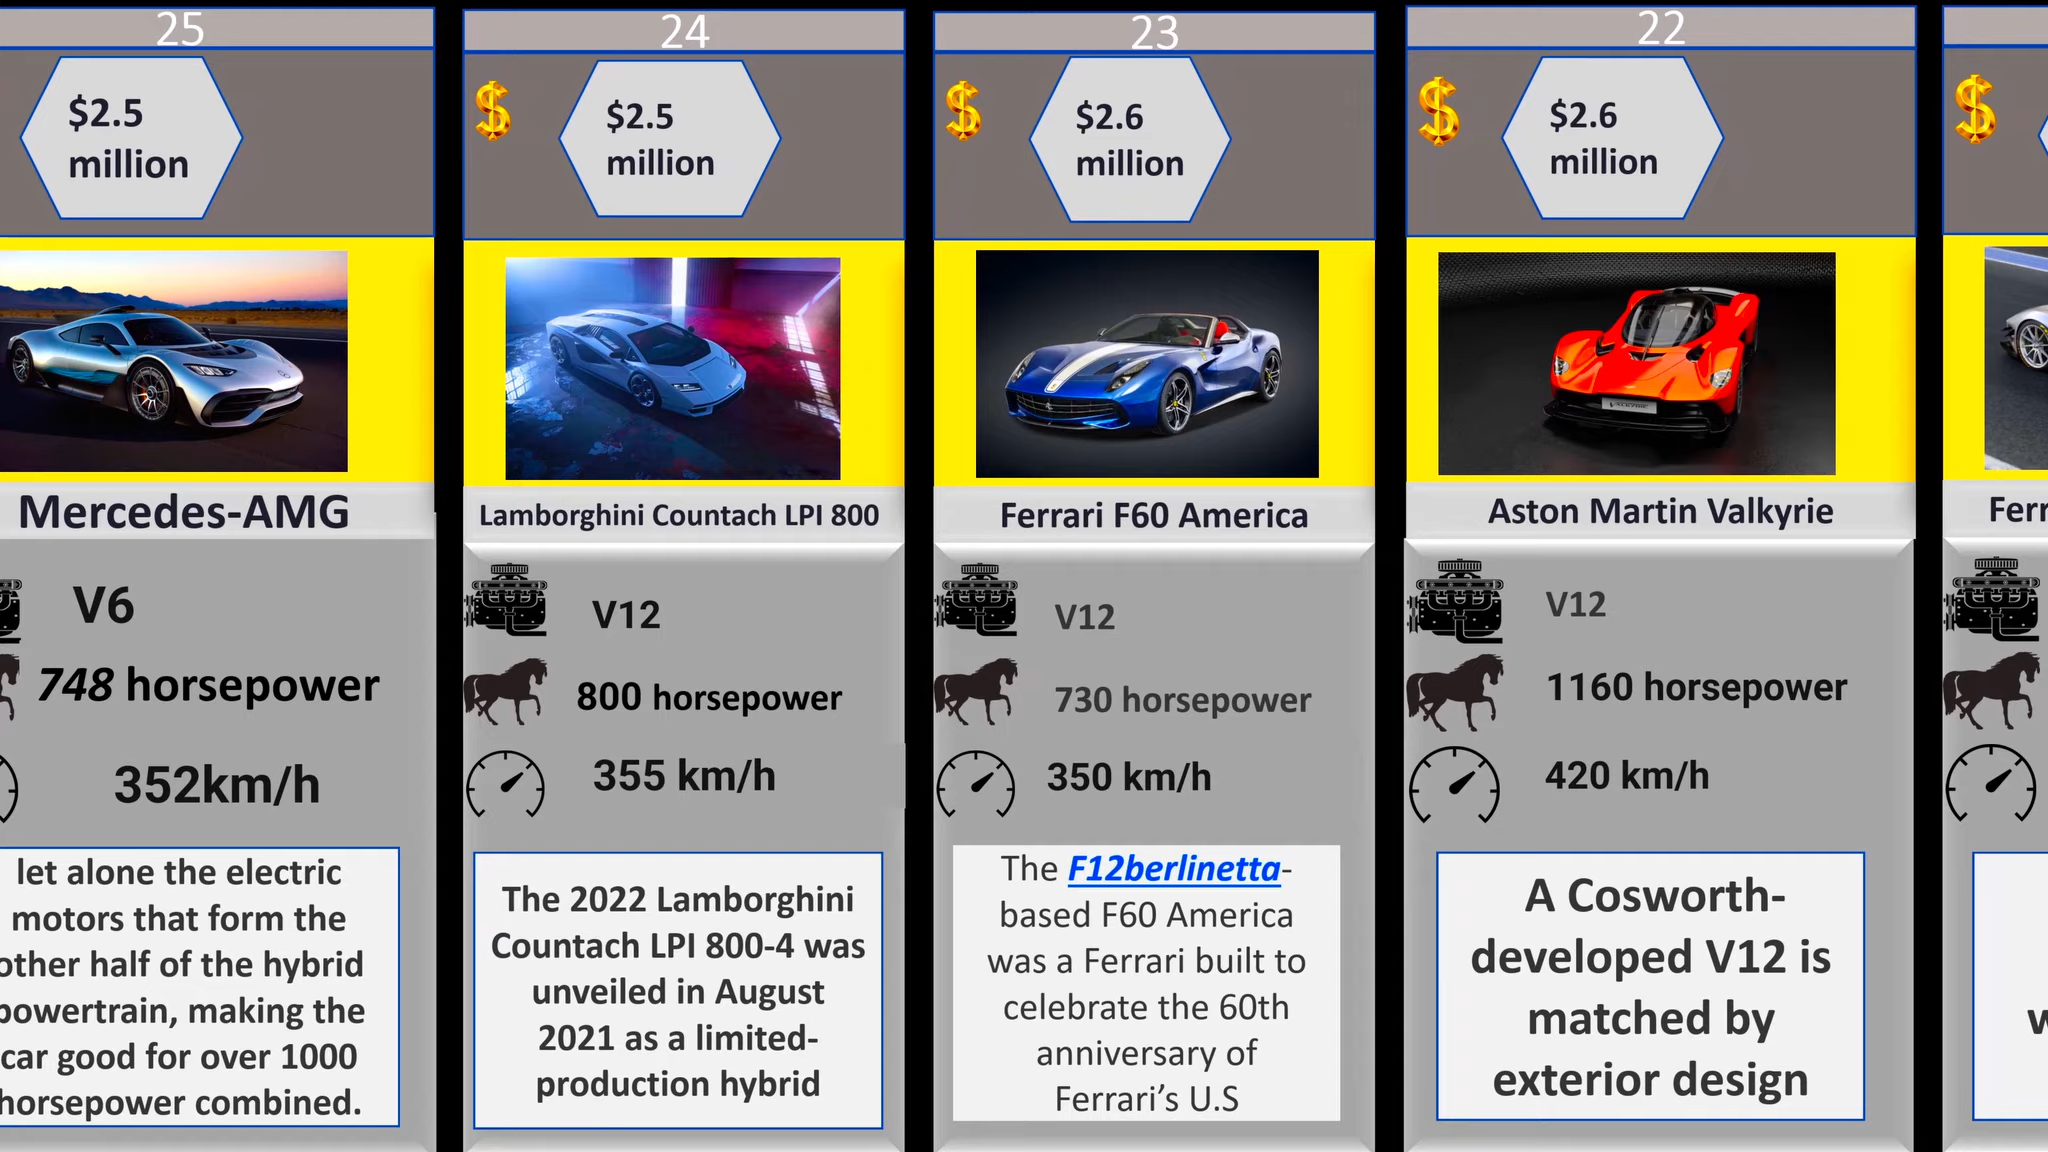 25
$2.5
million
Mercedes-AMG
V6
748 horsepower
352km/h
let alone the electric
motors that form the
other half of the hybrid
powertrain, making the
car good for over 1000
horsepower combined.
24
$
$2.5
million
Lamborghini Countach LPI 800
V12
800 horsepower
355 km/h
The 2022 Lamborghini
Countach LPI 800-4 was
unveiled in August
2021 as a limited-
production hybrid
23
$
$2.6
million
Ferrari F60 America
V12
730 horsepower
350 km/h
The F12berlinetta-
based F60 America
was a Ferrari built to
celebrate the 60th
anniversary of
Ferrari's U.S
22
$
$2.6
million
VALKYRIE
Aston Martin Valkyrie
V12
1160 horsepower
420 km/h
A Cosworth-
developed V12 is
matched by
exterior design
$
Ferr
w